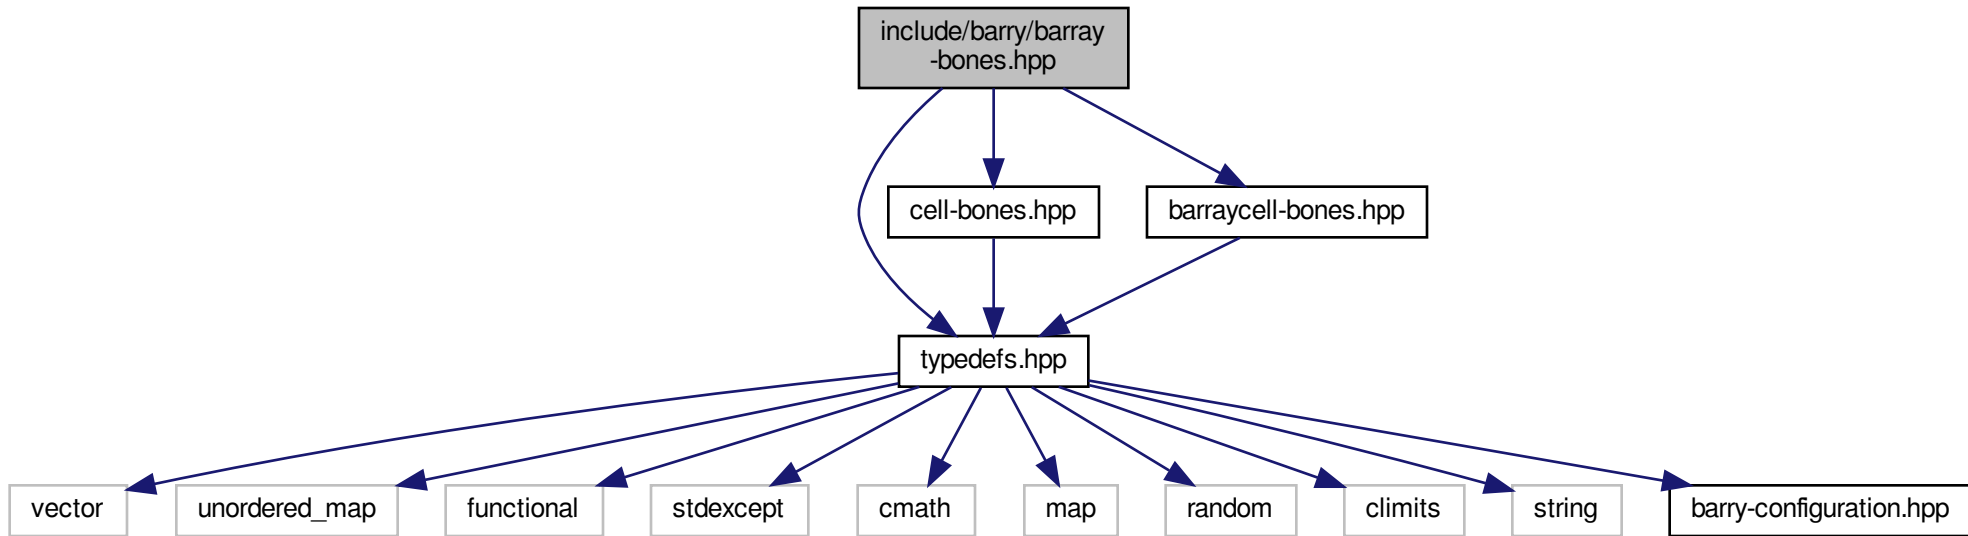 include/barry/barray
-bones.hpp
cell-bones.hpp
barraycell-bones.hpp
typedefs.hpp
vector
unordered_map
functional
stdexcept
cmath
map
random
climits
string
barry-configuration.hpp